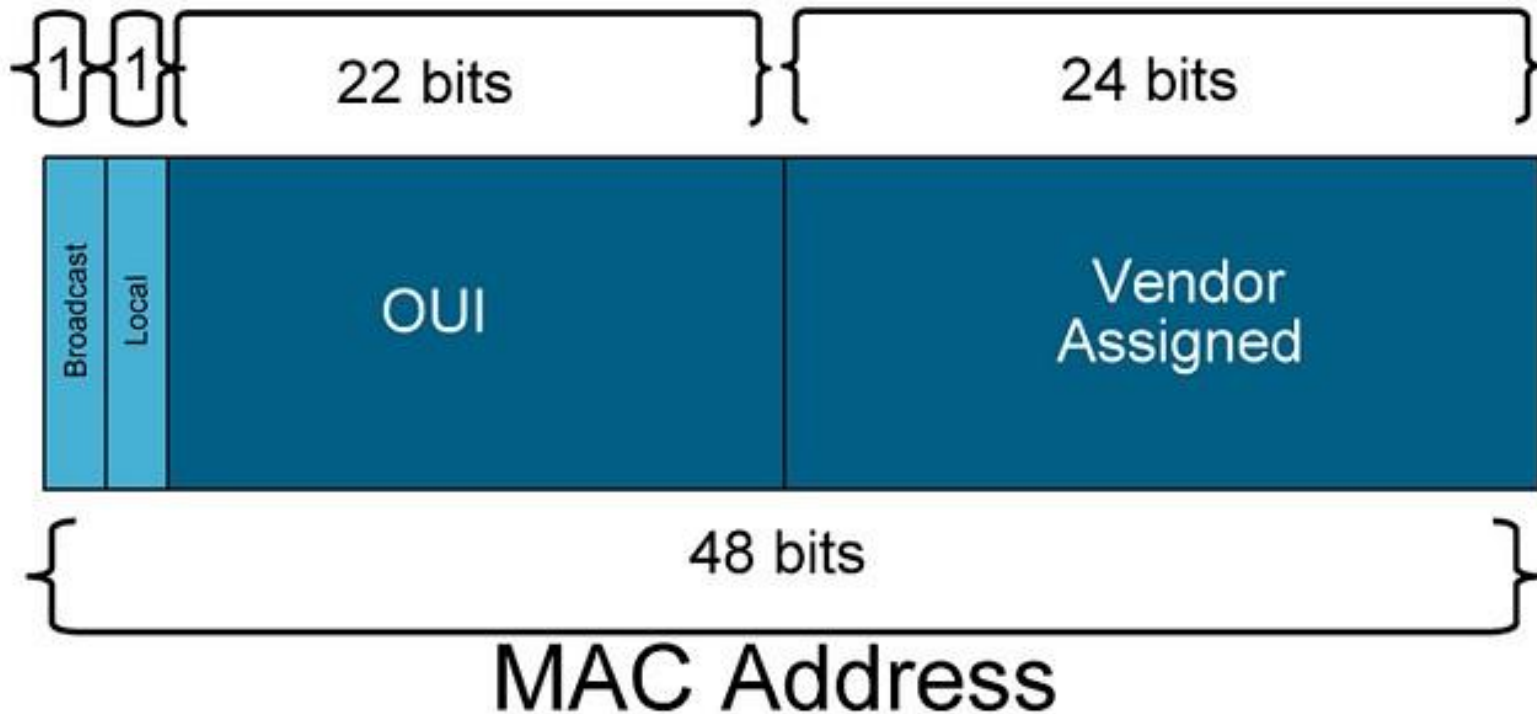 1
1
22 bits
24 bits
Broadcast
Local
OUI
Vendor
Assigned
48 bits
MAC Address